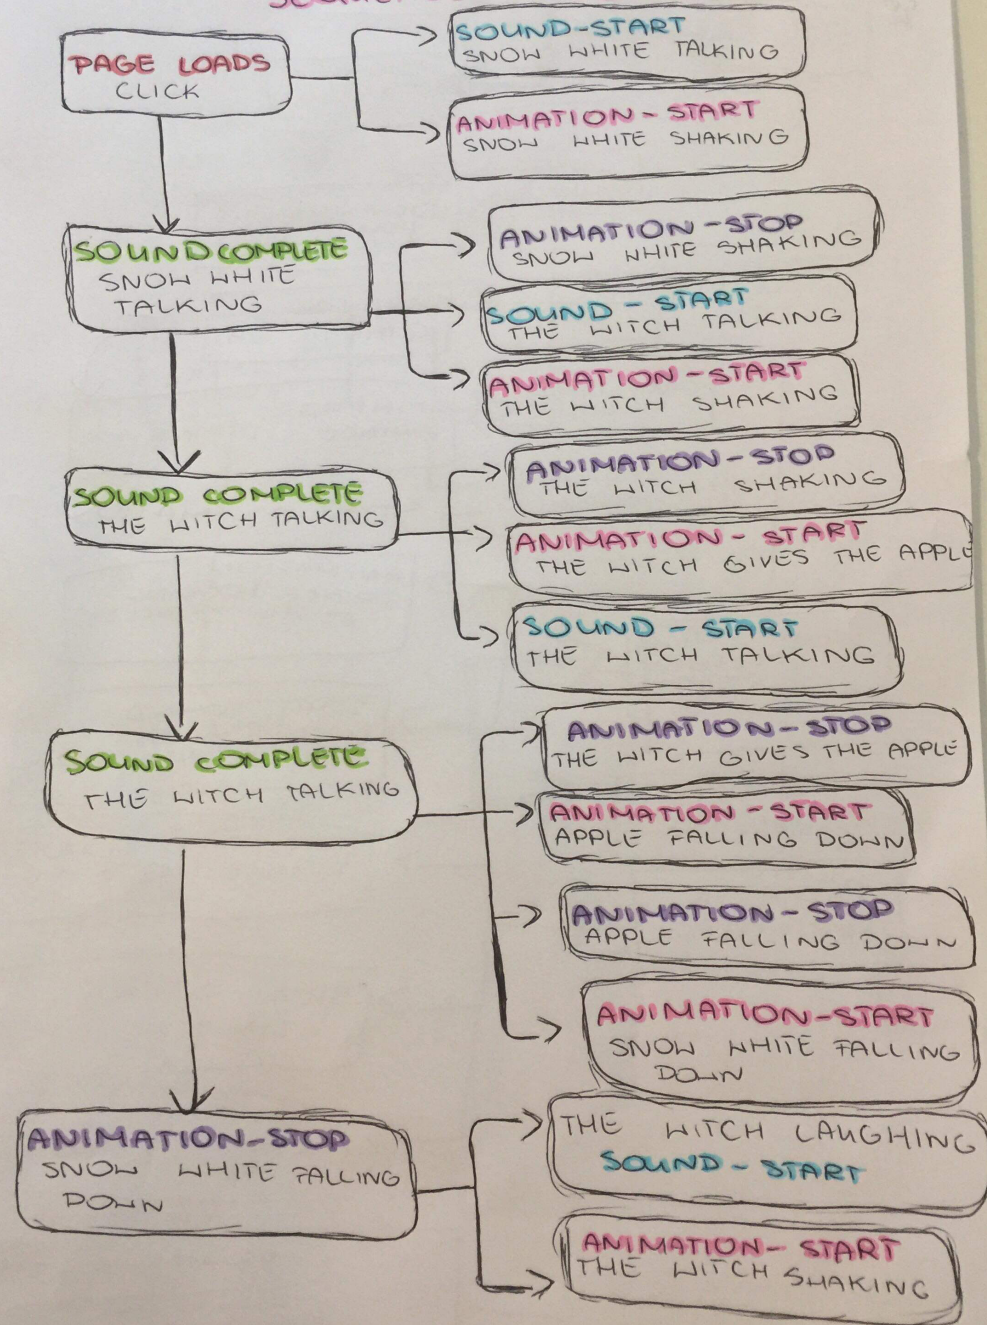 PAGE LOADS
CLICK
SOUND-START
SNOW WHITE TALKING
ANIMATION - START
SNOW WHITE SHAKING
SOUND COMPLETE
SNOW WHITE
TALKING
ANIMATION - STOP
SNOW WHITE SHAKING
SOUND - START
THE WITCH TALKING
ANIMATION - START
THE WITCH SHAKING
SOUND COMPLETE
THE WITCH TALKING
ANIMATION - STOP
THE WITCH SHAKING
ANIMATION - START
THE WITCH GIVES THE APPLE
SOUND - START
THE WITCH TALKING
SOUND COMPLETE
THE WITCH TALKING
ANIMATION - STOP
THE WITCH GIVES THE APPLE
ANIMATION - START
APPLE FALLING DOWN
ANIMATION - STOP
APPLE FALLING DOWN
ANIMATION - START
SNOW WHITE FALLING
DOWN
ANIMATION - STOP
SNOW WHITE FALLING
DOWN
THE WITCH LAUGHING
SOUND - START
ANIMATION - START
THE WITCH SHAKING